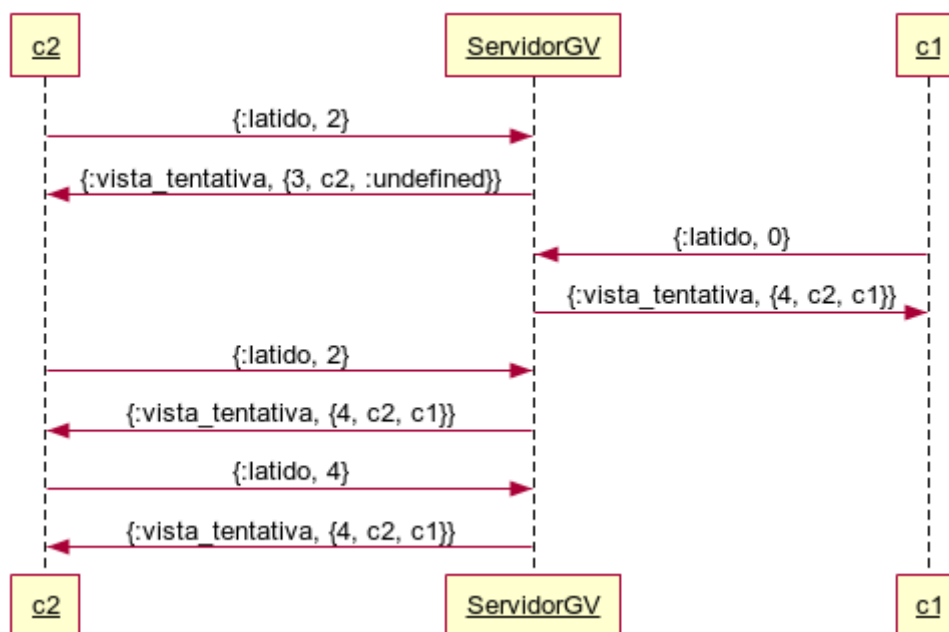 c2
ServidorGV
c1
{:latido, 2}
{:vista_tentativa, {3, c2, :undefined}}
{:latido, 0}
{:vista_tentativa, {4, c2, c1}}
{:latido, 2}
{:vista_tentativa, {4, c2, c1}}
{:latido, 4}
{:vista_tentativa, {4, c2, c1}}
c2
ServidorGV
c1